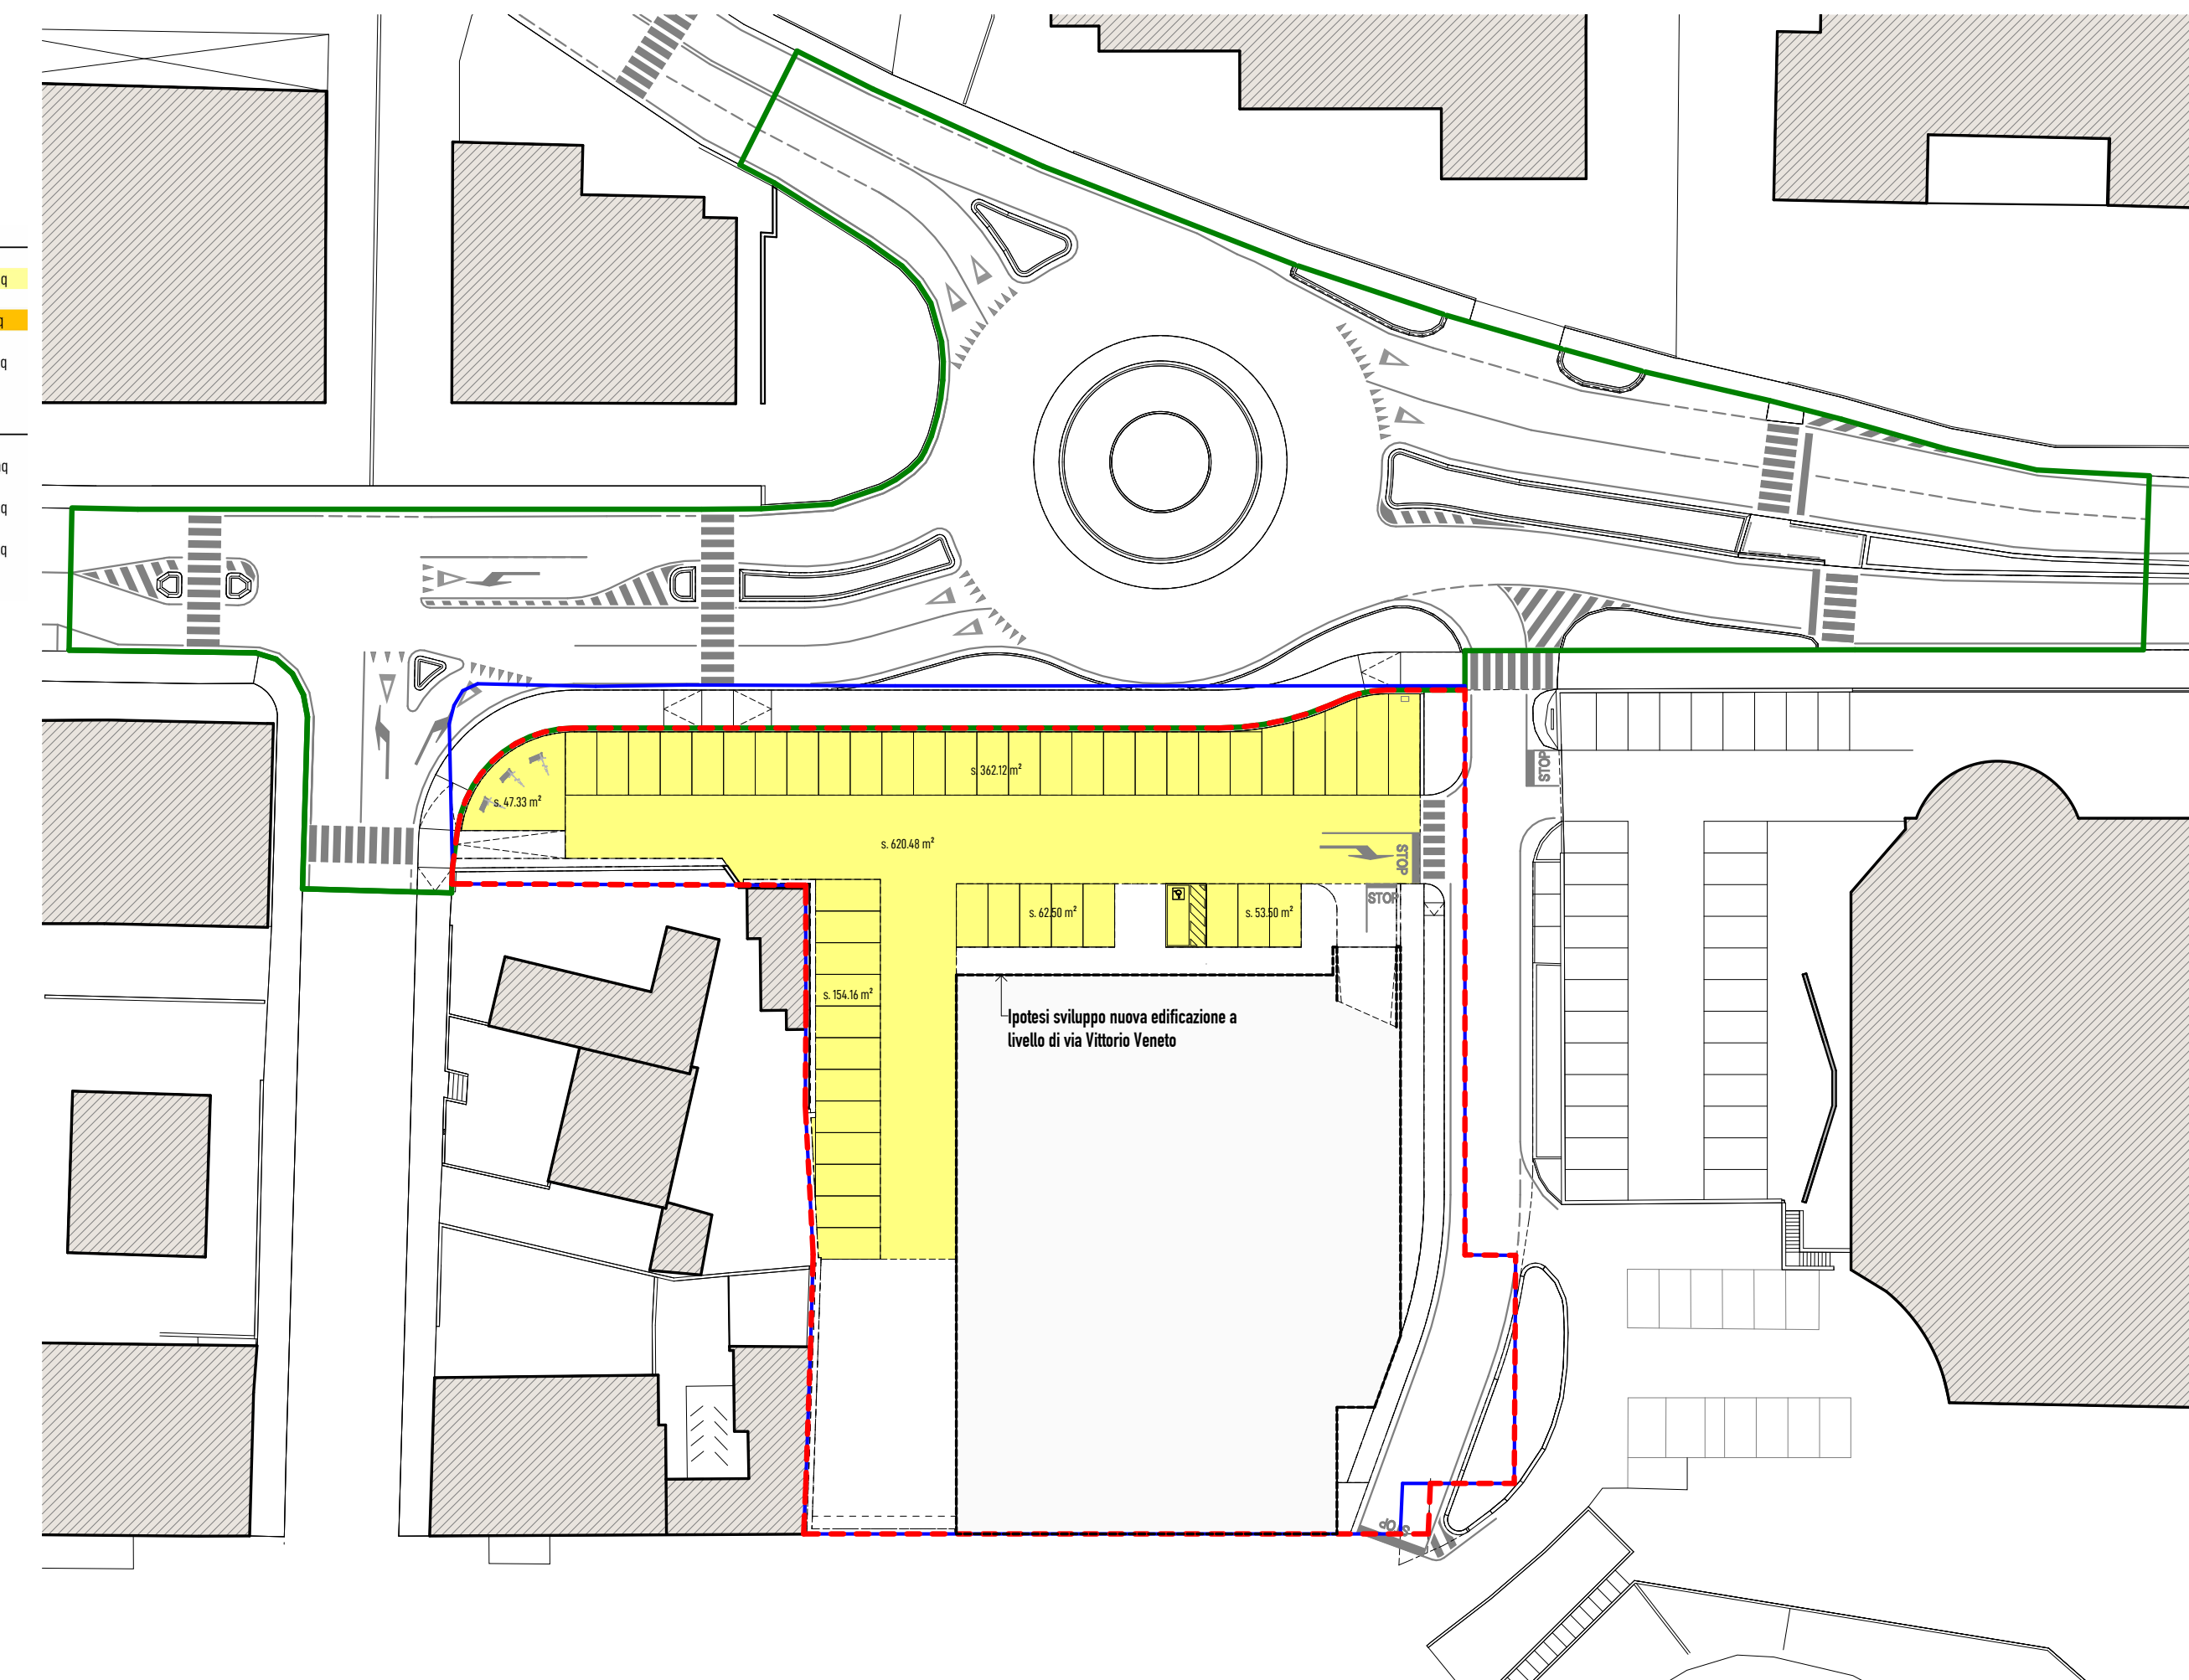 q
q
q
q
q
q
s. 362.12 m²
s. 47.33 m²
s. 620.48 m²
STOP
STOP
STOP
s. 62.50 m²
s. 53.50 m²
s. 154.16 m²
Ipotesi sviluppo nuova edificazione a
livello di via Vittorio Veneto